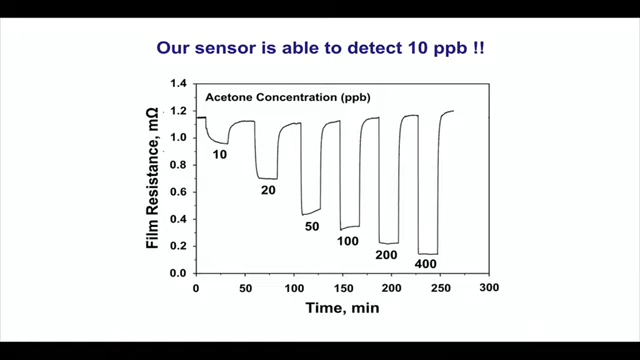 Our sensor is able to detect 10 ppb !!
Acetone Concentration (ppb)
Film Resistance, mΩ
1.4
1.2
1.0
0.8
0.6
0.4
0.2
0.0
10
20
50
100
200
400
0 50 100 150 200 250 300
Time, min